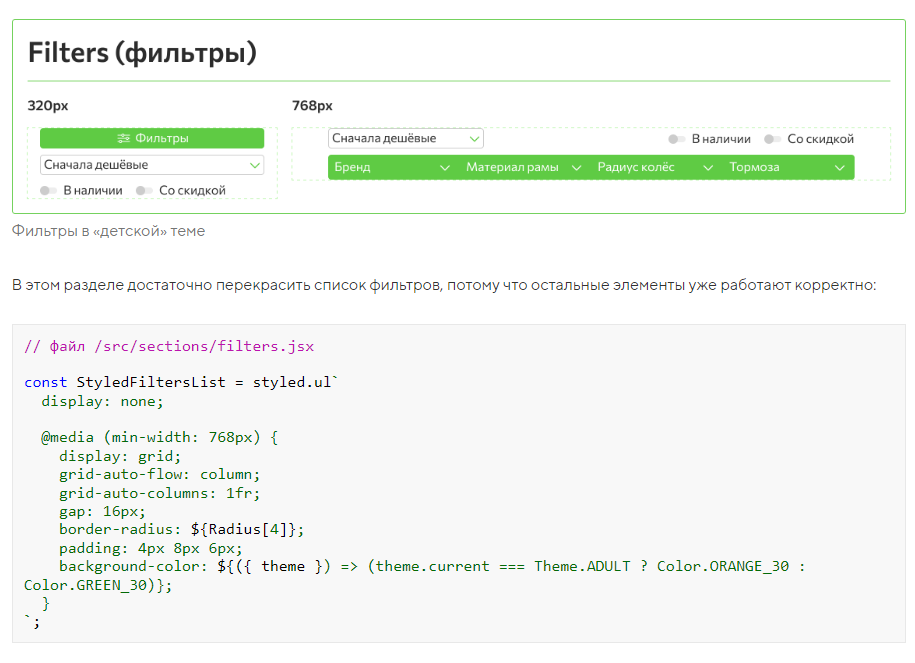 Filters (фильтры)
320px
768px
Фильтры
Сначала дешёвые
В наличии
Со скидкой
Сначала дешёвые
В наличии
Со скидкой
Бренд
Материал рамы
Радиус колёс
Тормоза
Фильтры в «детской» теме
В этом разделе достаточно перекрасить список фильтров, потому что остальные элементы уже работают корректно:
// файл /src/sections/filters.jsx
const StyledFiltersList = styled.ul`
  display: none;
  @media (min-width: 768px) {
    display: grid;
    grid-auto-flow: column;
    grid-auto-columns: 1fr;
    gap: 16px;
    border-radius: ${Radius[4]};
    padding: 4px 8px 6px;
    background-color: ${({ theme }) => (theme.current === Theme.ADULT ? Color.ORANGE_30 :
Color.GREEN_30)};
  }
`;